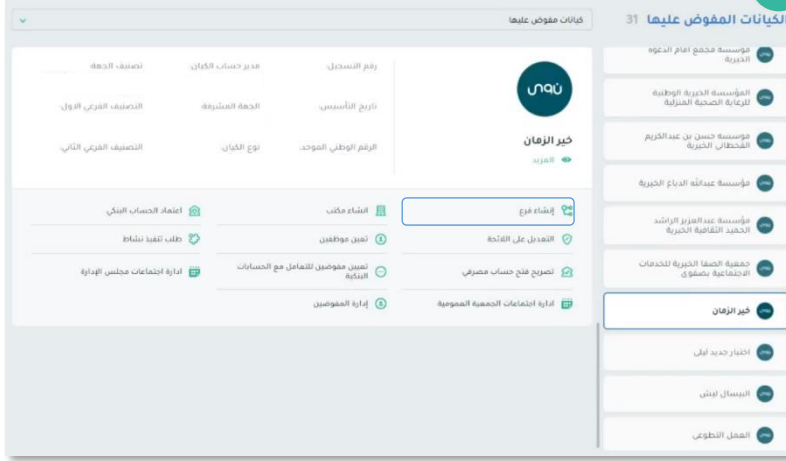 الكيانات المفوض عليها 31
مؤسسة مجمع امام الدعوة
الخيرية
المؤسسة الخيرية الوطنية
للرعاية الصحية المنزلية
مؤسسة حسن بن عبدالكريم
القحطاني الخيرية
مؤسسة عبدالله الدباغ الخيرية
مؤسسة عبدالعزيز الراشد
الحميد الثقافية الخيرية
جمعية الصفا الخيرية للخدمات
الاجتماعية بصفوى
خير الزهان
اختبار جديد ليلى
البيسال ليش
العمل التطوعي
كيانات مفوض عليها
نوى
خير الزهان
المزيد
رقم التسجيل: مدير حساب الكيان: تصنيف الجهة:
تاريخ التأسيس: الجهة المشرفة: التصنيف الفرعي الاول:
الرقم الوطني الموحد: نوع الكيان: التصنيف الفرعي الثاني:
إنشاء فرع انشاء مكتب اعتماد الحساب البنكي
التعديل على اللائحة تعين موظفين طلب تنفيذ نشاط
تصريح فتح حساب مصرفي تعيين مفوضين للتعامل مع الحسابات
البنكية ادارة اجتماعات مجلس الإدارة
ادارة اجتماعات الجمعية العمومية إدارة المفوضين